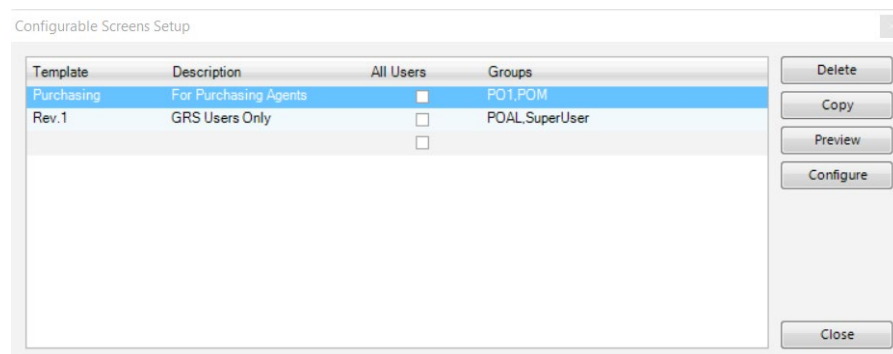 Configurable Screens Setup
Template Description All Users Groups
Purchasing For Purchasing Agents PO1,POM
Rev.1 GRS Users Only POAL,SuperUser
Delete
Copy
Preview
Configure
Close